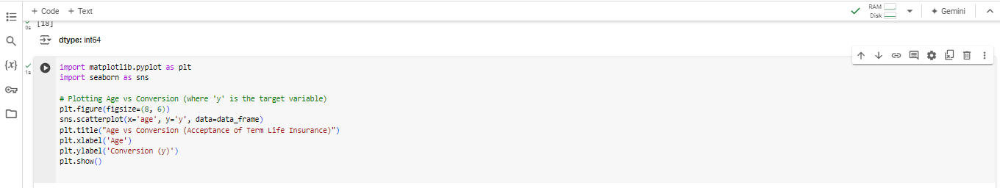 + Code + Text
RAM
Disk
Gemini
0s
[18]
dtype: int64
{x}
1s
import matplotlib.pyplot as plt
import seaborn as sns
# Plotting Age vs Conversion (where 'y' is the target variable)
plt.figure(figsize=(8, 6))
sns.scatterplot(x='age', y='y', data=data_frame)
plt.title("Age vs Conversion (Acceptance of Term Life Insurance)")
plt.xlabel('Age')
plt.ylabel('Conversion (y)')
plt.show()